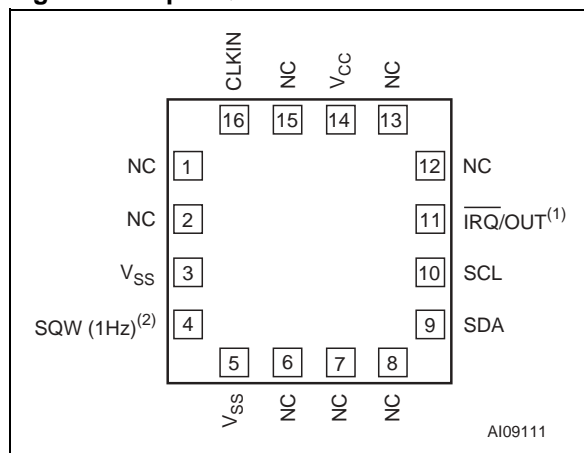 CLKIN
NC
VCC
NC
16
15
14
13
NC 1
12 NC
NC 2
11 IRQ/OUT(1)
VSS 3
10 SCL
SQW (1Hz)(2) 4
9 SDA
5
6
7
8
VSS
NC
NC
NC
AI09111